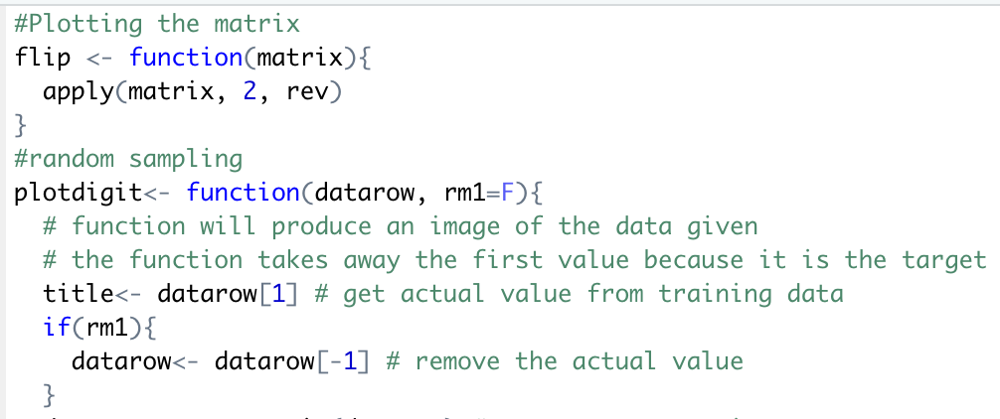 #Plotting the matrix
flip <- function(matrix){
  apply(matrix, 2, rev)
}
#random sampling
plotdigit<- function(datarow, rm1=F){
  # function will produce an image of the data given
  # the function takes away the first value because it is the target
  title<- datarow[1] # get actual value from training data
  if(rm1){
    datarow<- datarow[-1] # remove the actual value
  }